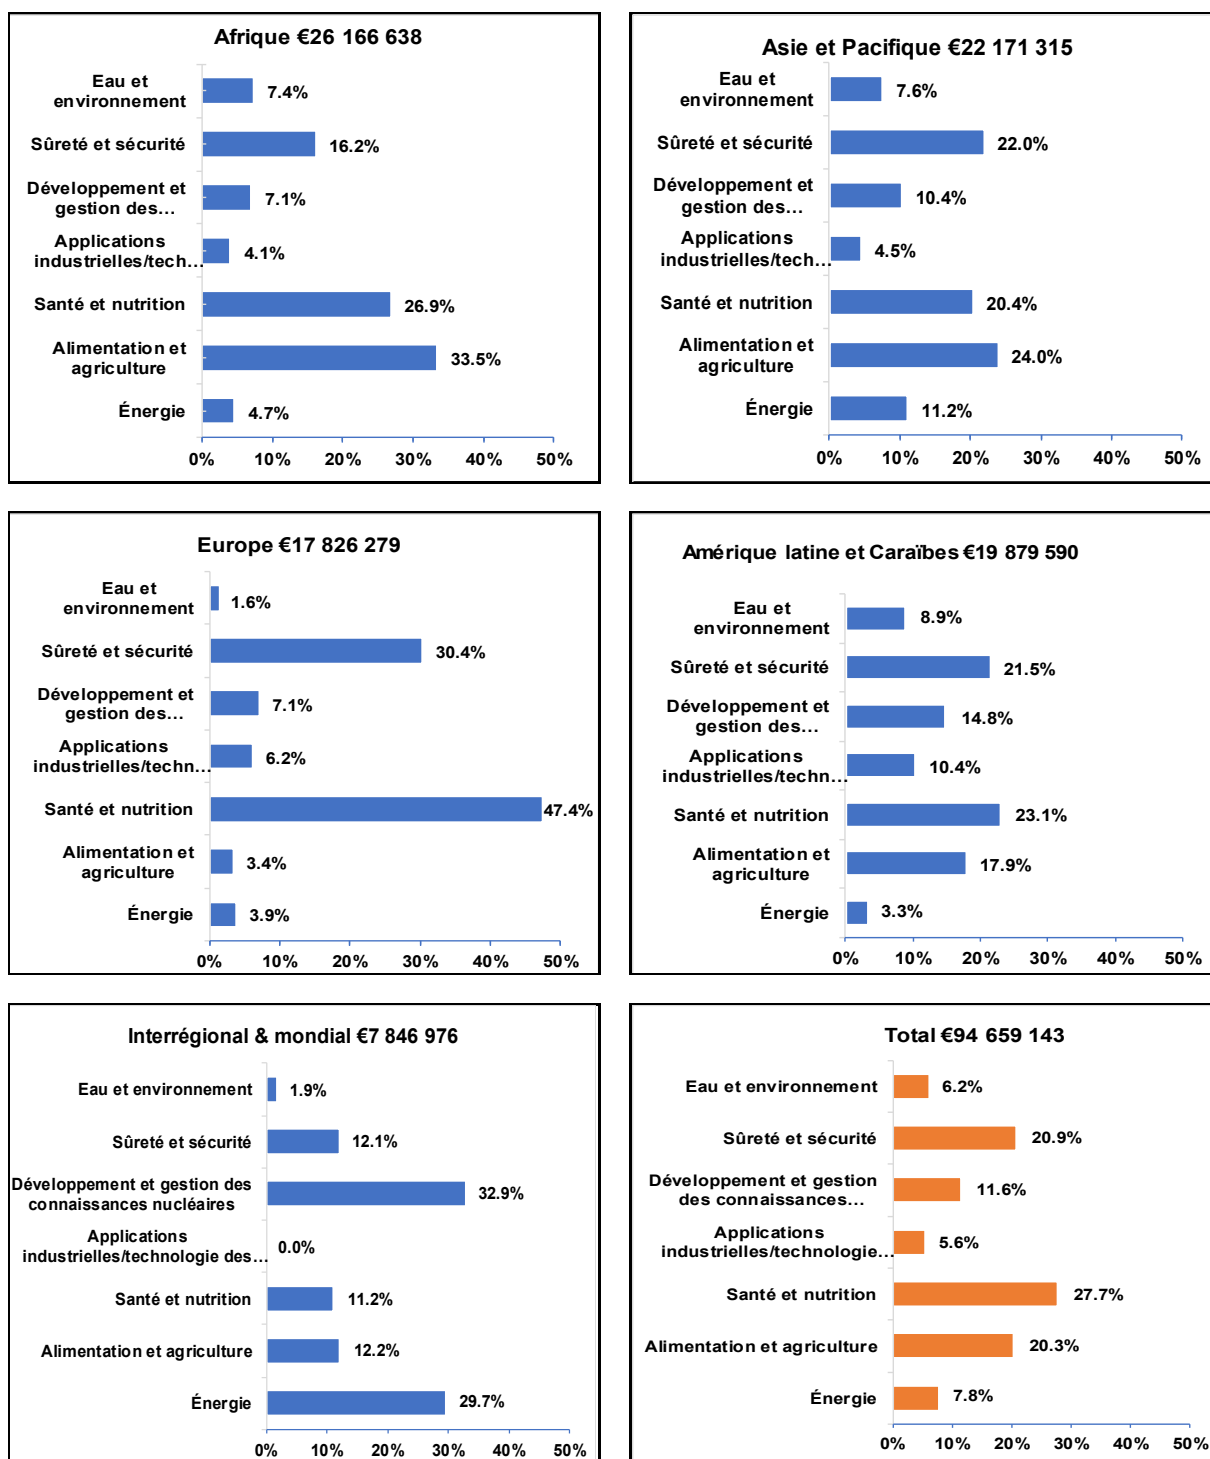 Afrique €26 166 638
Eau et
environnement
7.4%
Sûreté et sécurité
16.2%
Développement et
gestion des…
7.1%
Applications
industrielles/tech…
4.1%
Santé et nutrition
26.9%
Alimentation et
agriculture
33.5%
Énergie
4.7%
0% 10% 20% 30% 40% 50%
Asie et Pacifique €22 171 315
Eau et
environnement
7.6%
Sûreté et sécurité
22.0%
Développement et
gestion des…
10.4%
Applications
industrielles/tech…
4.5%
Santé et nutrition
20.4%
Alimentation et
agriculture
24.0%
Énergie
11.2%
0% 10% 20% 30% 40% 50%
Europe €17 826 279
Eau et
environnement
1.6%
Sûreté et sécurité
30.4%
Développement et
gestion des…
7.1%
Applications
industrielles/techn…
6.2%
Santé et nutrition
47.4%
Alimentation et
agriculture
3.4%
Énergie
3.9%
0% 10% 20% 30% 40% 50%
Amérique latine et Caraïbes €19 879 590
Eau et
environnement
8.9%
Sûreté et sécurité
21.5%
Développement et
gestion des…
14.8%
Applications
industrielles/techn…
10.4%
Santé et nutrition
23.1%
Alimentation et
agriculture
17.9%
Énergie
3.3%
0% 10% 20% 30% 40% 50%
Interrégional & mondial €7 846 976
Eau et environnement
1.9%
Sûreté et sécurité
12.1%
Développement et gestion des
connaissances nucléaires
32.9%
Applications
industrielles/technologie des…
0.0%
Santé et nutrition
11.2%
Alimentation et agriculture
12.2%
Énergie
29.7%
0% 10% 20% 30% 40% 50%
Total €94 659 143
Eau et environnement
6.2%
Sûreté et sécurité
20.9%
Développement et gestion
des connaissances…
11.6%
Applications
industrielles/technologie…
5.6%
Santé et nutrition
27.7%
Alimentation et agriculture
20.3%
Énergie
7.8%
0% 10% 20% 30% 40% 50%